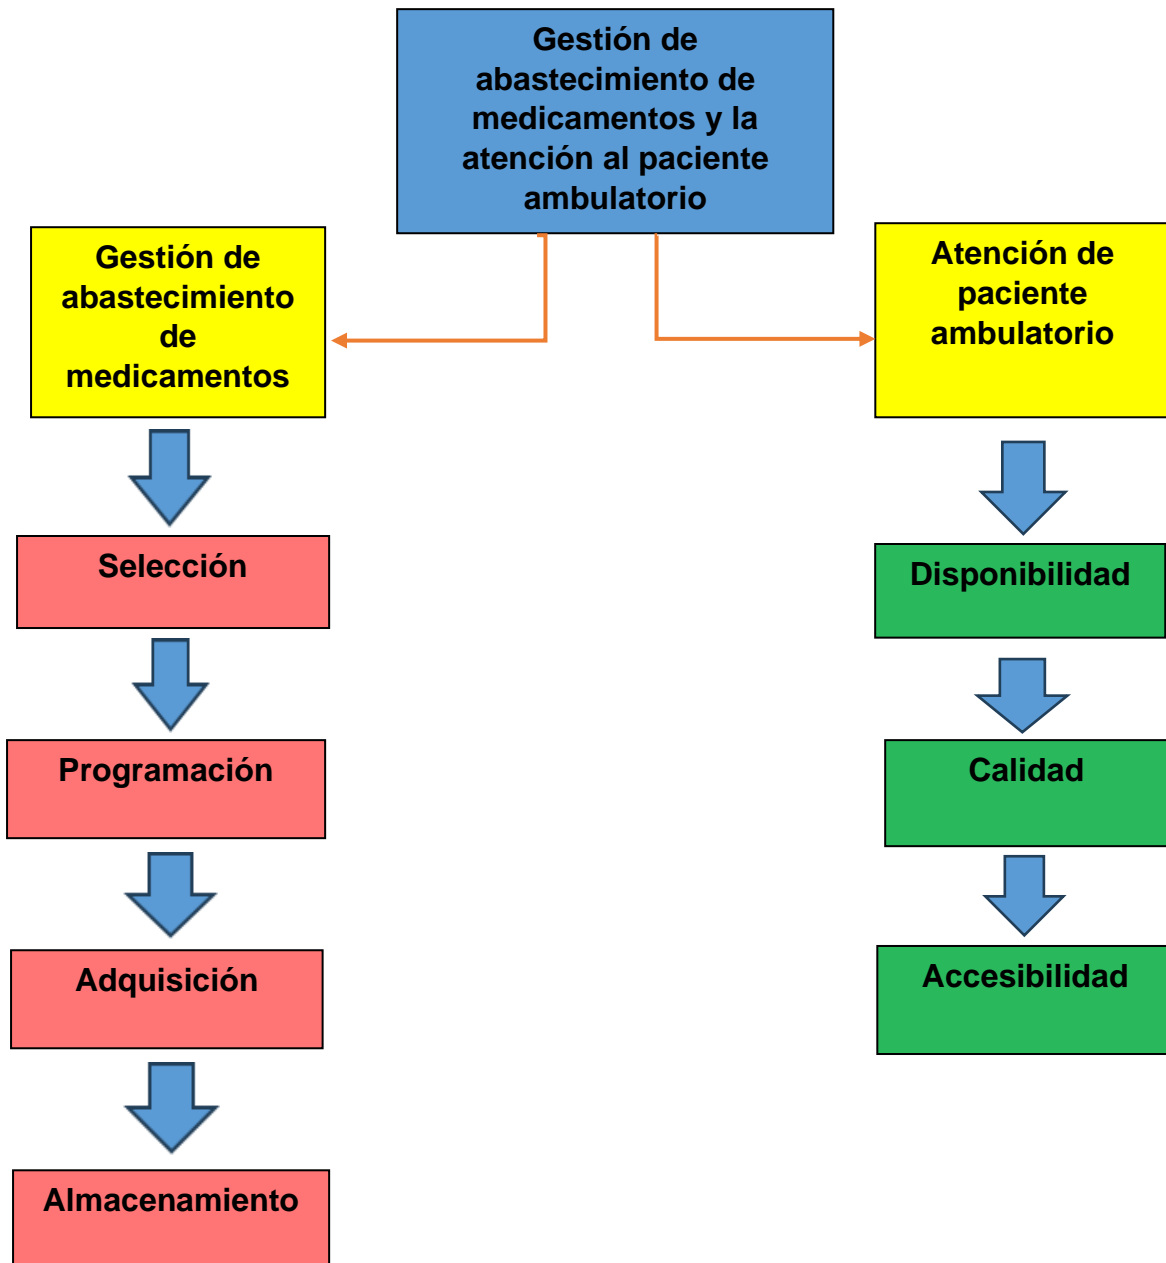 Gestión de
abastecimiento de
medicamentos y la
atención al paciente
ambulatorio
Gestión de
abastecimiento
de
medicamentos
Atención de
paciente
ambulatorio
Selección
Disponibilidad
Programación
Calidad
Adquisición
Accesibilidad
Almacenamiento